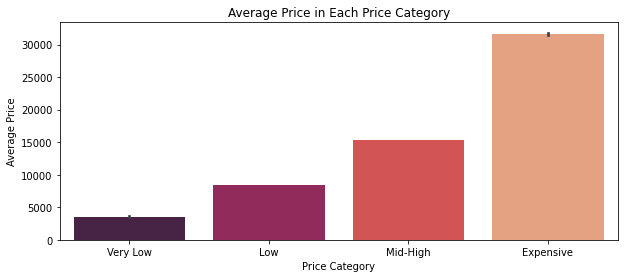 Average Price in Each Price Category
Average Price
30000
25000
20000
15000
10000
5000
0
Very Low Low Mid-High Expensive
Price Category